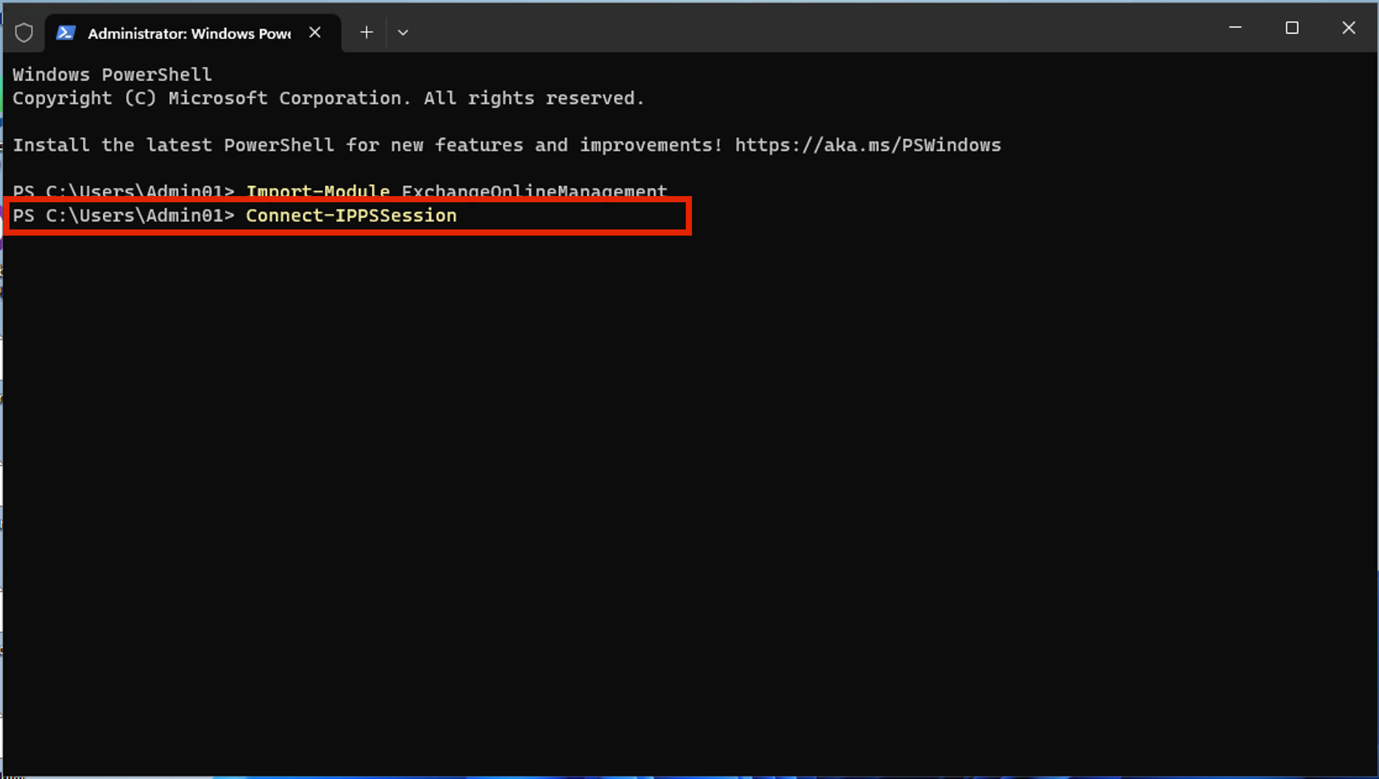 Administrator: Windows Powe
Windows PowerShell
Copyright (C) Microsoft Corporation. All rights reserved.
Install the latest PowerShell for new features and improvements! https://aka.ms/PSWindows
PS C:\Users\Admin01> Import-Module ExchangeOnlineManagement
PS C:\Users\Admin01> Connect-IPPSSession